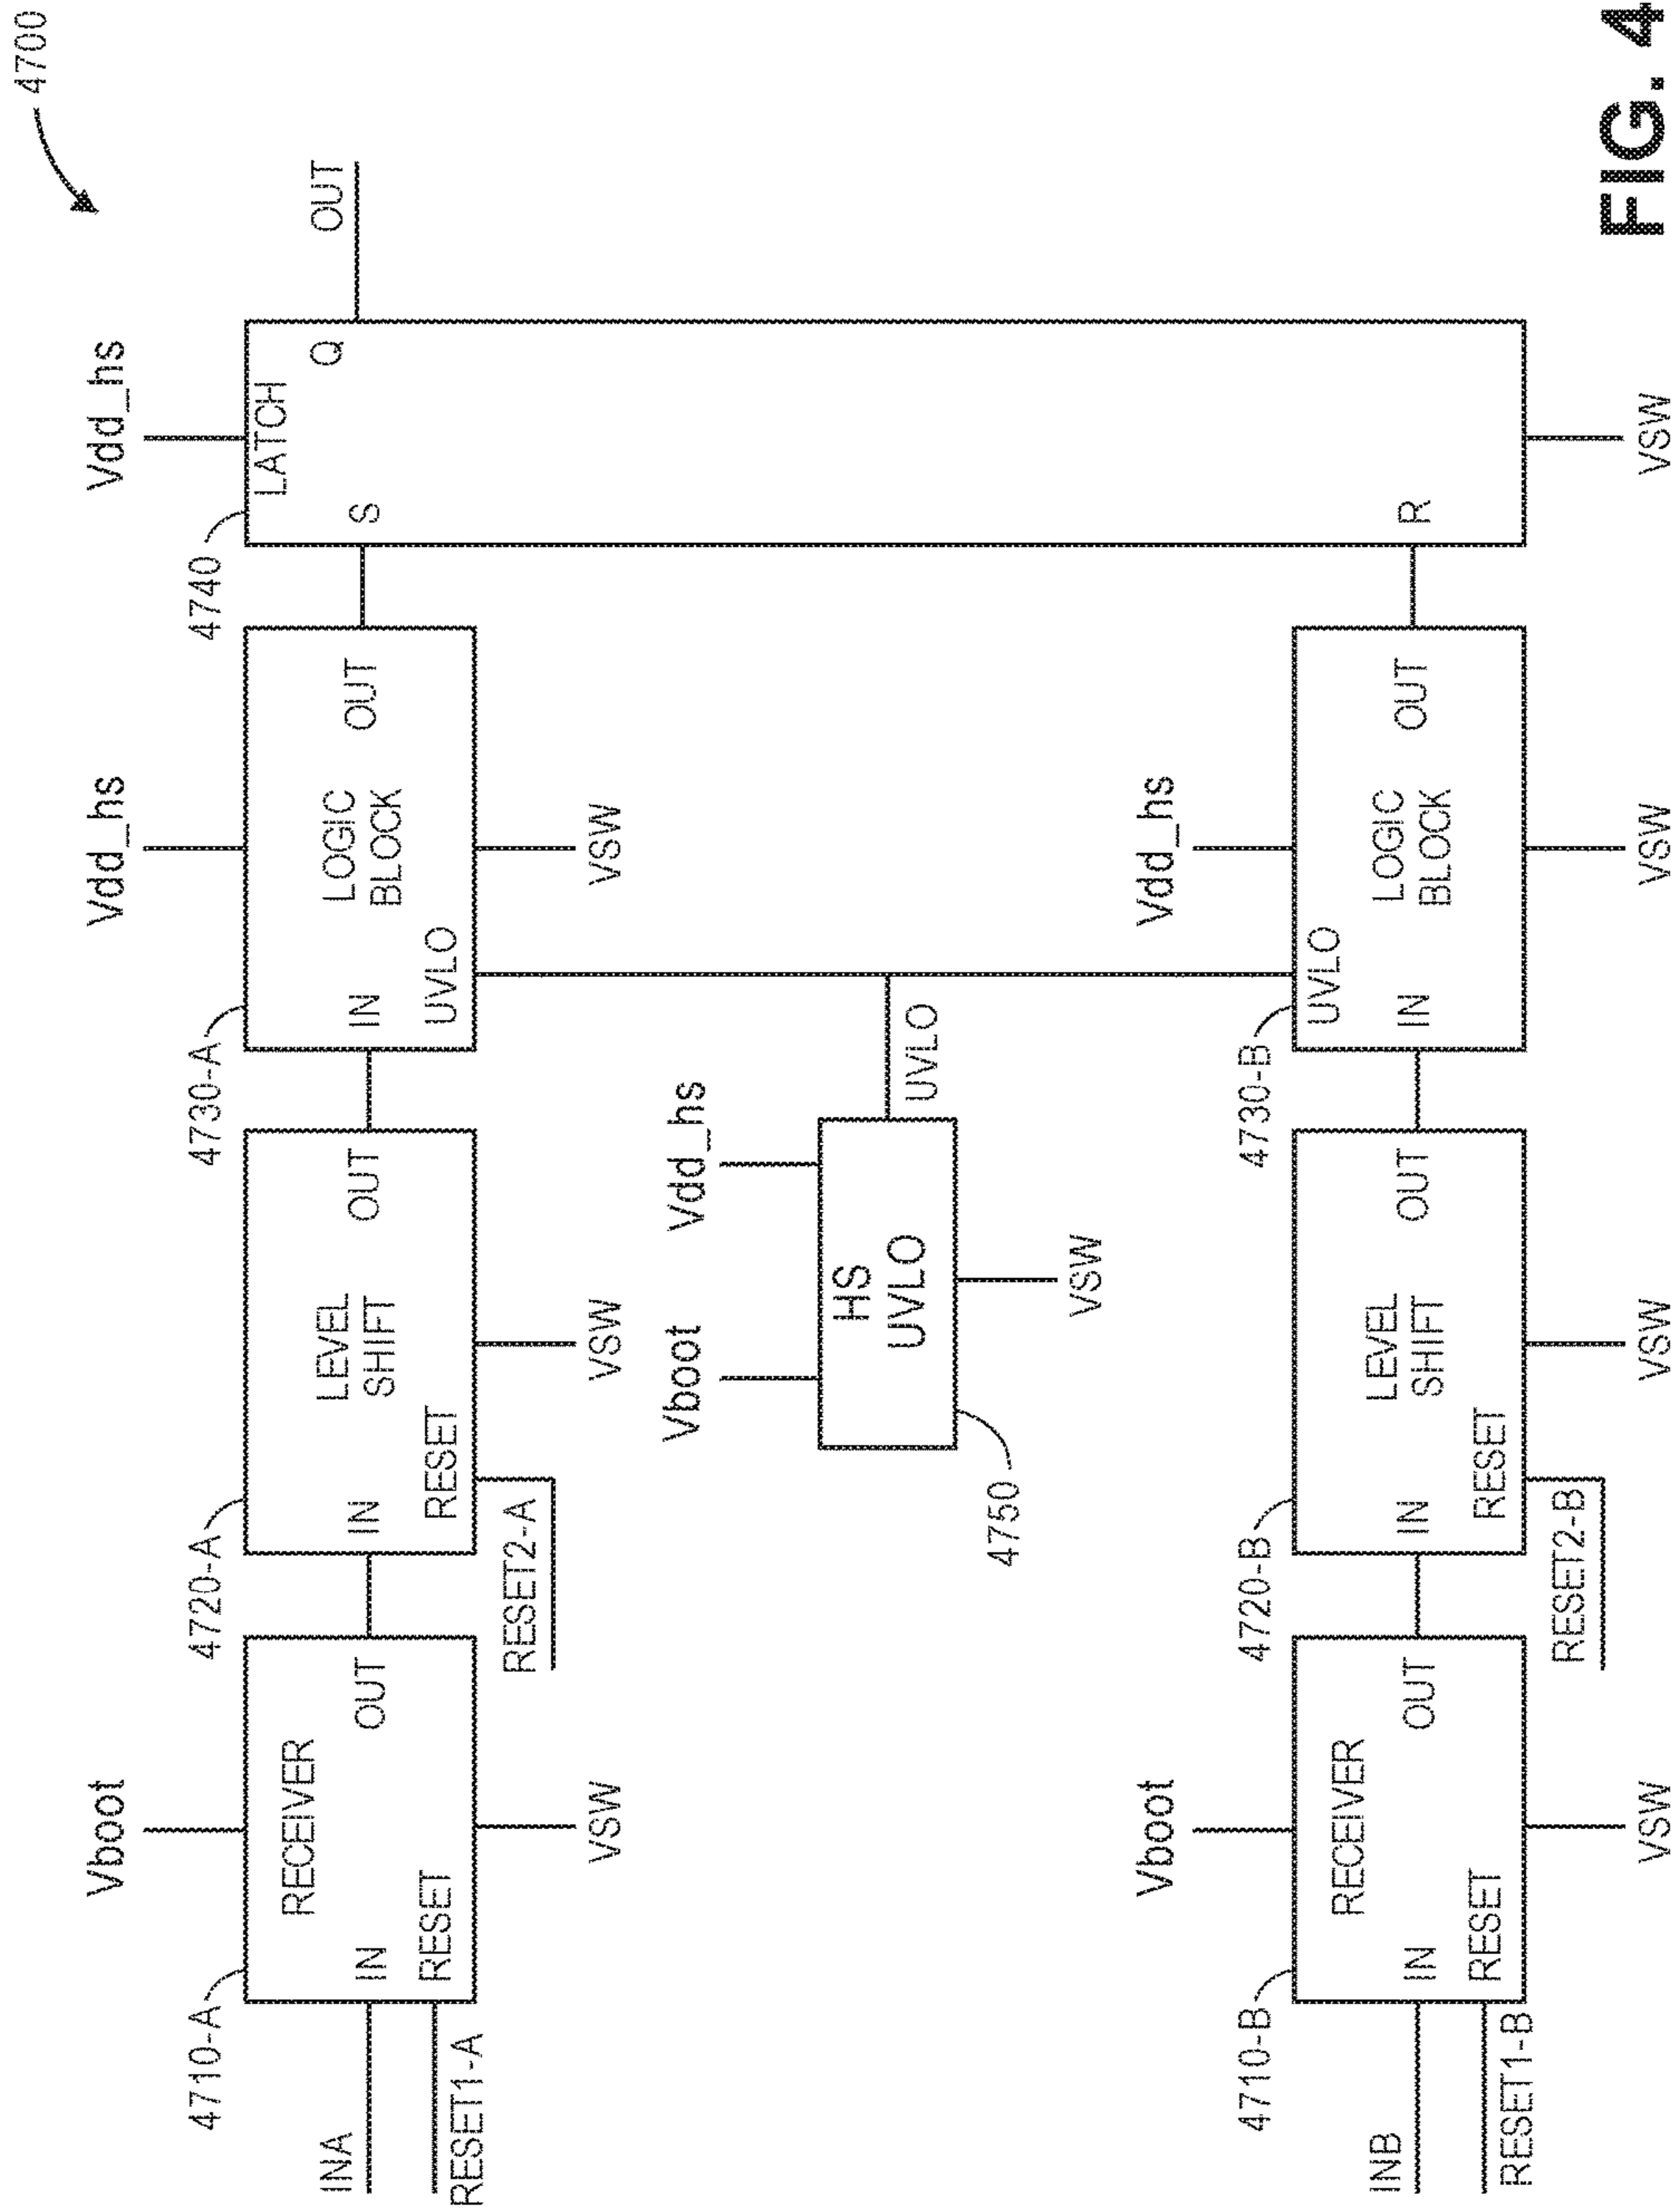 4700
Vboot
Vdd_hs
Vdd_hs
4710-A
4720-A
4730-A
4740
INA
RESET1-A
RECEIVER
IN
OUT
RESET
VSW
LEVEL
SHIFT
IN
OUT
RESET
RESET2-A
VSW
LOGIC
BLOCK
IN
OUT
UVLO
VSW
LATCH
S
Q
R
OUT
VSW
Vboot
Vdd_hs
HS
UVLO
UVLO
4750
VSW
Vboot
Vdd_hs
4710-B
4720-B
4730-B
INB
RESET1-B
RECEIVER
IN
OUT
RESET
VSW
LEVEL
SHIFT
IN
OUT
RESET
RESET2-B
VSW
UVLO
LOGIC
BLOCK
IN
OUT
VSW
FIG. 4